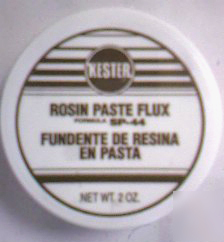 KESTER
ROSIN PASTE FLUX
FORMULA SP-44
FUNDENTE DE RESINA
EN PASTA
NET WT. 2 OZ.